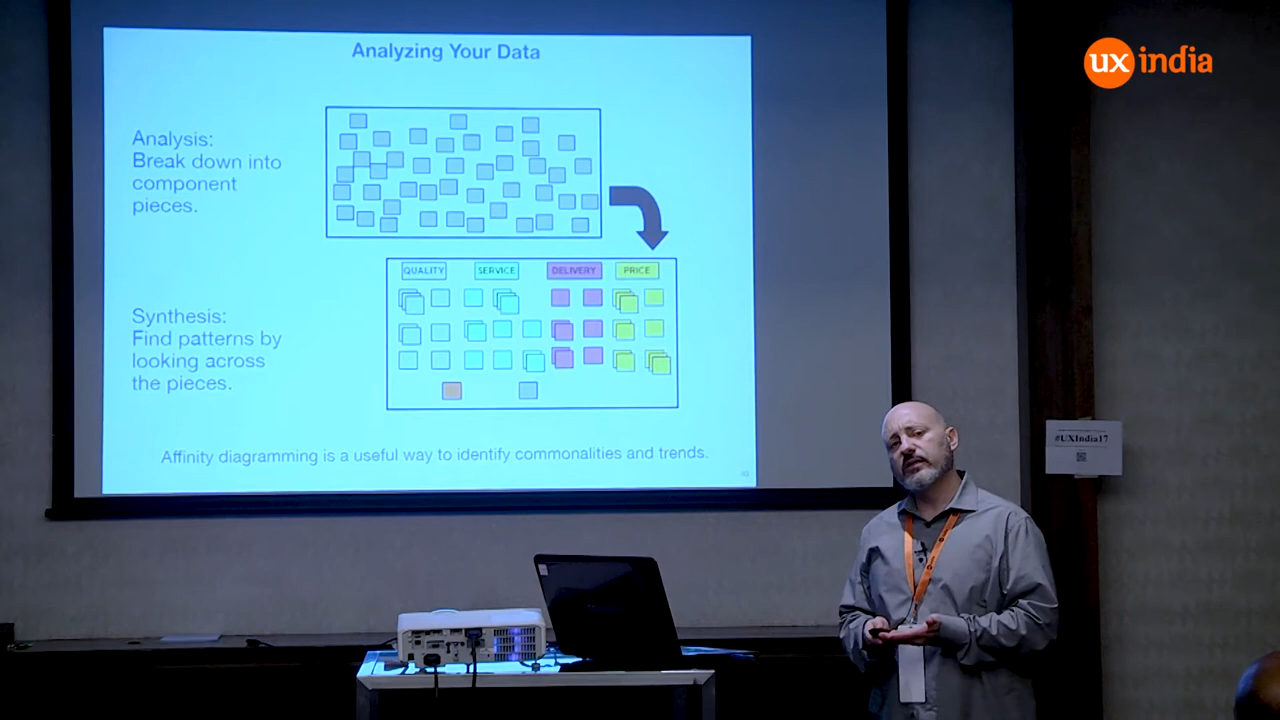 Analyzing Your Data
Analysis:
Break down into
component
pieces.
QUALITY
SERVICE
DELIVERY
PRICE
Synthesis:
Find patterns by
looking across
the pieces.
Affinity diagramming is a useful way to identify commonalities and trends.
ux india
#UXIndia17